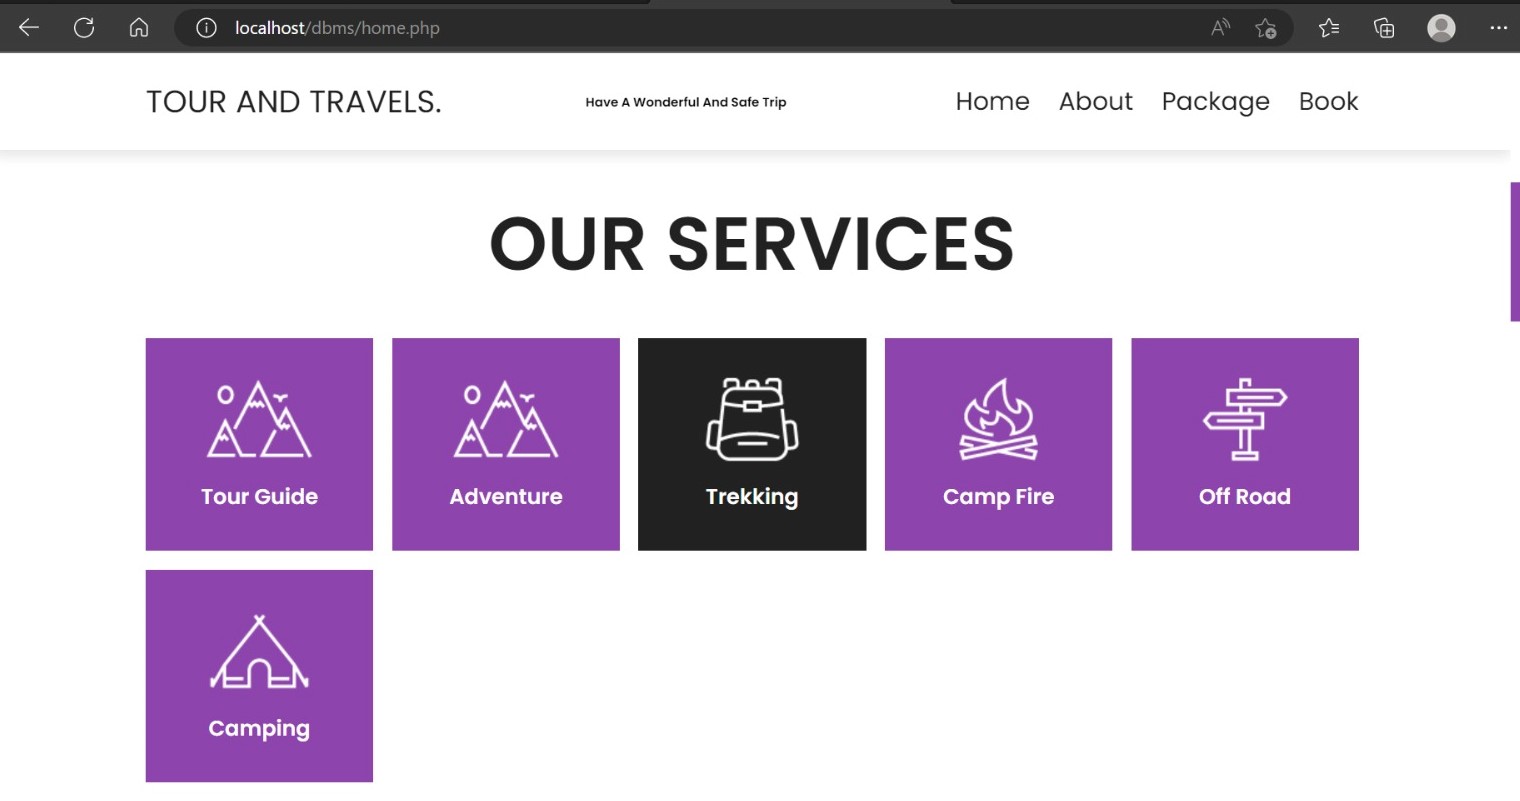 localhost/dbms/home.php
TOUR AND TRAVELS.
Have A Wonderful And Safe Trip
Home About Package Book
OUR SERVICES
Tour Guide
Adventure
Trekking
Camp Fire
Off Road
Camping